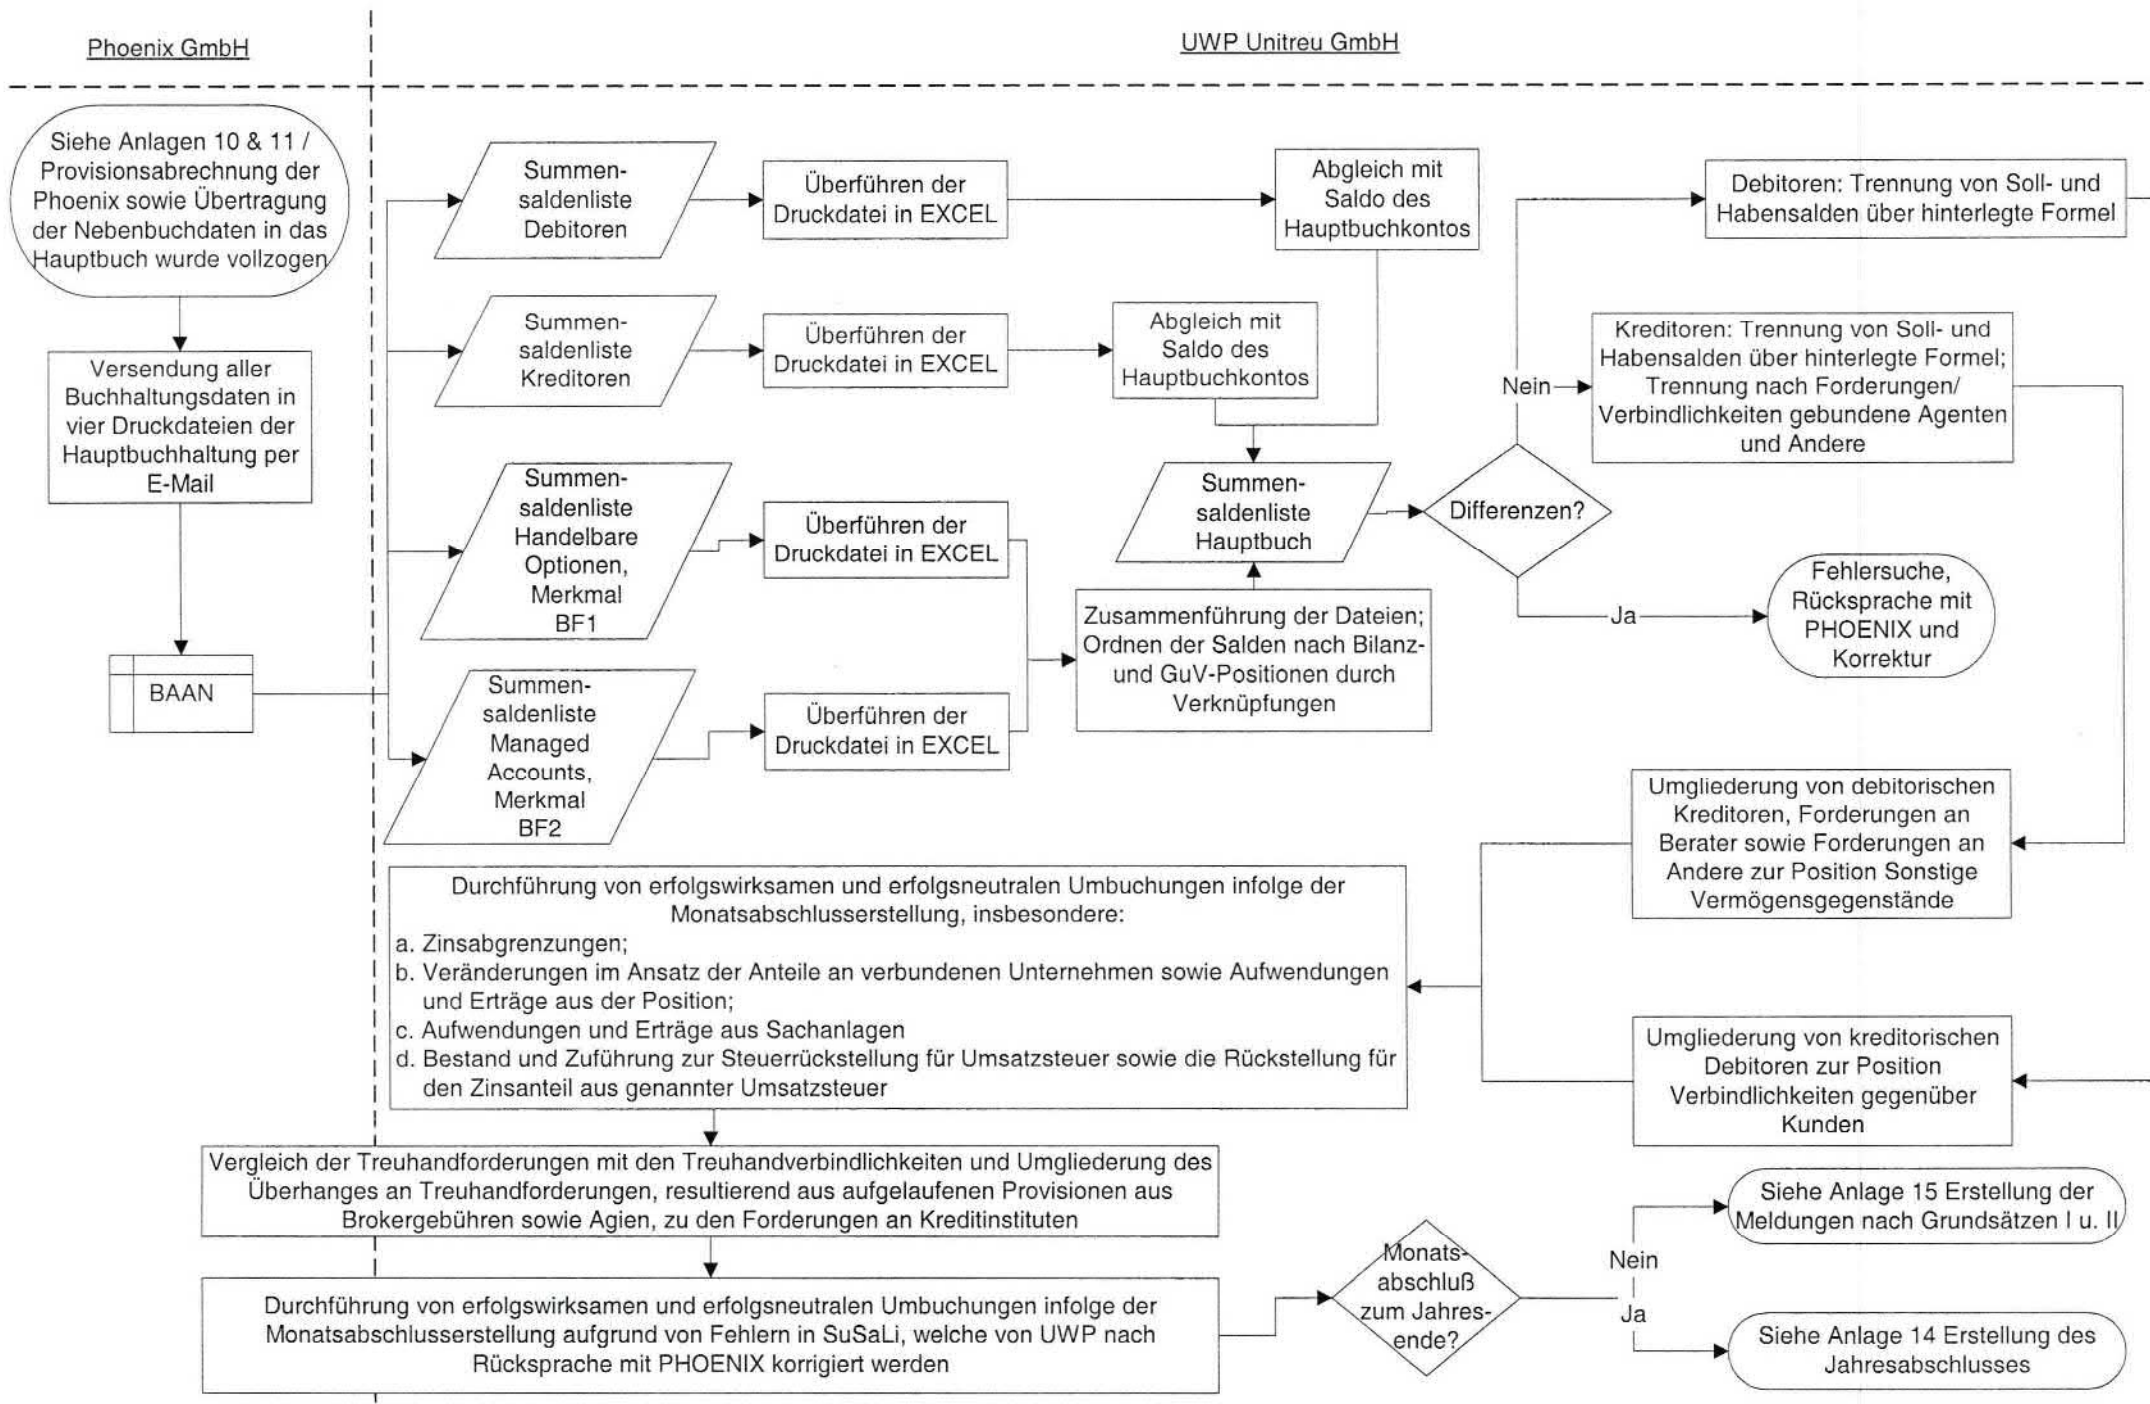 Phoenix GmbH
UWP Unitreu GmbH
Siehe Anlagen 10 & 11 /
Provisionsabrechnung der
Phoenix sowie Übertragung
der Nebenbuchdaten in das
Hauptbuch wurde vollzogen
Versendung aller
Buchhaltungsdaten in
vier Druckdateien der
Hauptbuchhaltung per
E-Mail
BAAN
Summen-
saldenliste
Debitoren
Überführen der
Druckdatei in EXCEL
Abgleich mit
Saldo des
Hauptbuchkontos
Summen-
saldenliste
Kreditoren
Überführen der
Druckdatei in EXCEL
Abgleich mit
Saldo des
Hauptbuchkontos
Summen-
saldenliste
Handelbare
Optionen,
Merkmal
BF1
Überführen der
Druckdatei in EXCEL
Summen-
saldenliste
Managed
Accounts,
Merkmal
BF2
Überführen der
Druckdatei in EXCEL
Zusammenführung der Dateien;
Ordnen der Salden nach Bilanz-
und GuV-Positionen durch
Verknüpfungen
Summen-
saldenliste
Hauptbuch
Differenzen?
Nein
Debitoren: Trennung von Soll- und
Habensalden über hinterlegte Formel
Kreditoren: Trennung von Soll- und
Habensalden über hinterlegte Formel;
Trennung nach Forderungen/
Verbindlichkeiten gebundene Agenten
und Andere
Ja
Fehlersuche,
Rücksprache mit
PHOENIX und
Korrektur
Umgliederung von debitorischen
Kreditoren, Forderungen an
Berater sowie Forderungen an
Andere zur Position Sonstige
Vermögensgegenstände
Umgliederung von kreditorischen
Debitoren zur Position
Verbindlichkeiten gegenüber
Kunden
Durchführung von erfolgswirksamen und erfolgsneutralen Umbuchungen infolge der
Monatsabschlusserstellung, insbesondere:
a. Zinsabgrenzungen;
b. Veränderungen im Ansatz der Anteile an verbundenen Unternehmen sowie Aufwendungen
und Erträge aus der Position;
c. Aufwendungen und Erträge aus Sachanlagen
d. Bestand und Zuführung zur Steuerrückstellung für Umsatzsteuer sowie die Rückstellung für
den Zinsanteil aus genannter Umsatzsteuer
Vergleich der Treuhandforderungen mit den Treuhandverbindlichkeiten und Umgliederung des
Überhanges an Treuhandforderungen, resultierend aus aufgelaufenen Provisionen aus
Brokergebühren sowie Agien, zu den Forderungen an Kreditinstituten
Durchführung von erfolgswirksamen und erfolgsneutralen Umbuchungen infolge der
Monatsabschlusserstellung aufgrund von Fehlern in SuSaLi, welche von UWP nach
Rücksprache mit PHOENIX korrigiert werden
Monats-
abschluß
zum Jahres-
ende?
Nein
Siehe Anlage 15 Erstellung der
Meldungen nach Grundsätzen I u. II
Ja
Siehe Anlage 14 Erstellung des
Jahresabschlusses